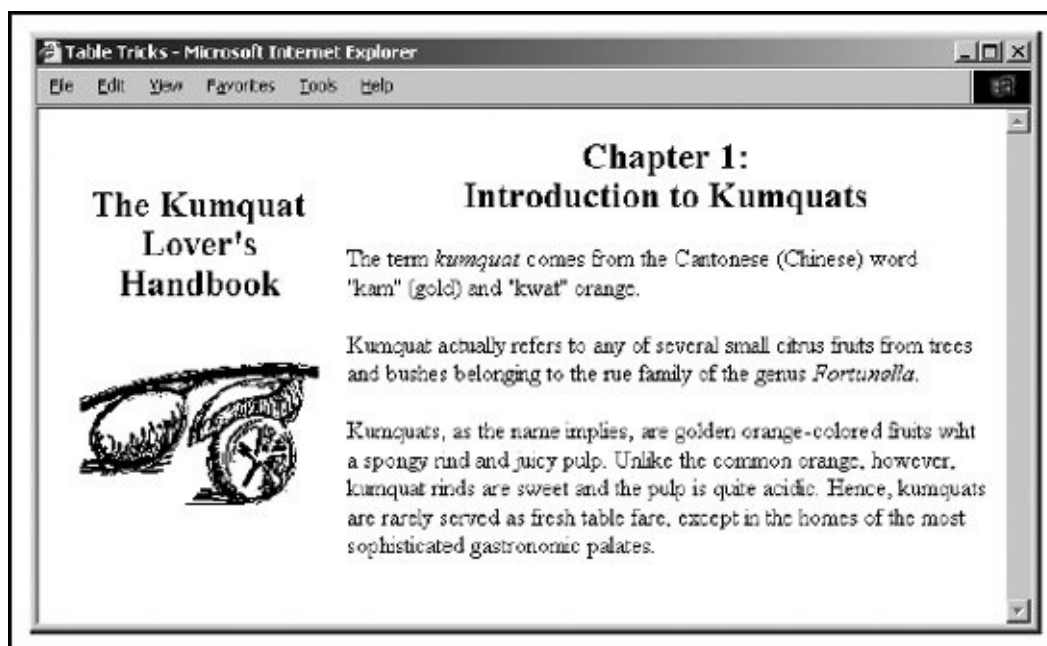 Table Tricks - Microsoft Internet Explorer
File Edit View Favorites Tools Help
The Kumquat
Lover's
Handbook
Chapter 1:
Introduction to Kumquats
The term kumquat comes from the Cantonese (Chinese) word
"kam" (gold) and "kwat" orange.
Kumquat actually refers to any of several small citrus fruits from trees
and bushes belonging to the rue family of the genus Fortunella.
Kumquats, as the name implies, are golden orange-colored fruits wiht
a spongy rind and juicy pulp. Unlike the common orange, however,
kumquat rinds are sweet and the pulp is quite acidic. Hence, kumquats
are rarely served as fresh table fare, except in the homes of the most
sophisticated gastronomic palates.